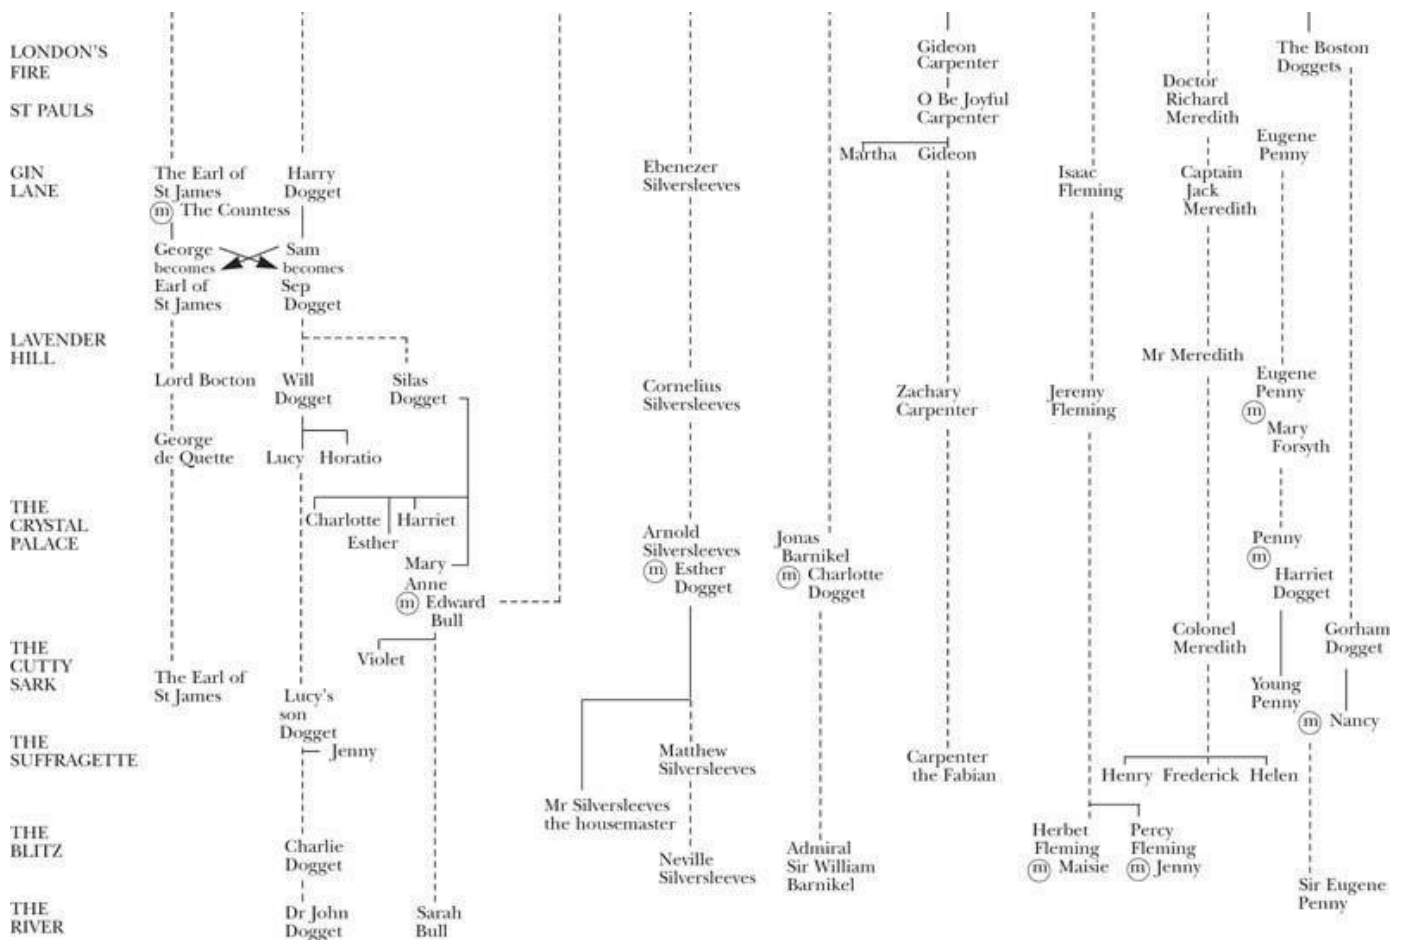 LONDON'S
FIRE
Gideon
Carpenter
The Boston
Doggets
ST PAULS
O Be Joyful
Carpenter
Doctor
Richard
Meredith
Martha Gideon
Eugene
Penny
GIN
LANE
The Earl of
St James
m The Countess
Harry
Dogget
Ebenezer
Silversleeves
Isaac
Fleming
Captain
Jack
Meredith
George
becomes
Earl of
St James
Sam
becomes
Sep
Dogget
LAVENDER
HILL
Lord Bocton
Will
Dogget
Silas
Dogget
Cornelius
Silversleeves
Zachary
Carpenter
Jeremy
Fleming
Mr Meredith
Eugene
Penny
m
Mary
Forsyth
George
de Quette
Lucy Horatio
THE
CRYSTAL
PALACE
Charlotte Harriet
Esther
Mary
Anne
m Edward
Bull
Arnold
Silversleeves
m Esther
Dogget
Jonas
Barnikel
m Charlotte
Dogget
Penny
m
Harriet
Dogget
THE
CUTTY
SARK
The Earl of
St James
Violet
Lucy's
son
Dogget
Colonel
Meredith
Gorham
Dogget
Young
Penny
m Nancy
THE
SUFFRAGETTE
Jenny
Matthew
Silversleeves
Mr Silversleeves
the housemaster
Carpenter
the Fabian
Henry Frederick Helen
THE
BLITZ
Charlie
Dogget
Neville
Silversleeves
Admiral
Sir William
Barnikel
Herbet
Fleming
m Maisie
Percy
Fleming
m Jenny
Sir Eugene
Penny
THE
RIVER
Dr John
Dogget
Sarah
Bull